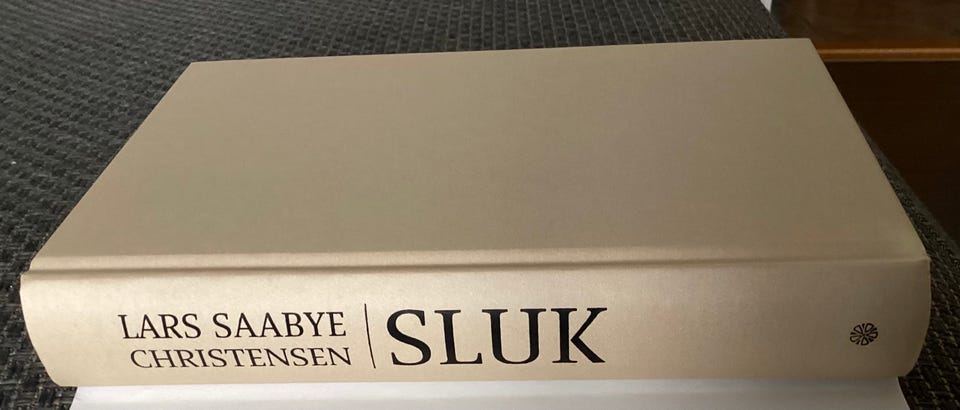 LARS SAABYE
CHRISTENSEN
SLUK